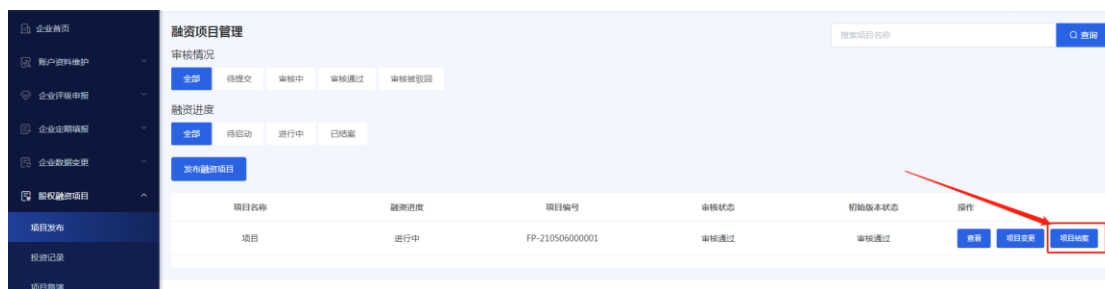 企业首页
账户资料维护
企业评级申报
企业定期填报
企业数据变更
股权融资项目
项目发布
投资记录
项目路演
融资项目管理
搜索项目名称
查询
审核情况
全部 待提交 审核中 审核通过 审核被驳回
融资进度
全部 待启动 进行中 已结案
发布融资项目
项目名称 融资进度 项目编号 审核状态 初始版本状态 操作
项目 进行中 FP-210506000001 审核通过 审核通过 查看 项目变更 项目结案